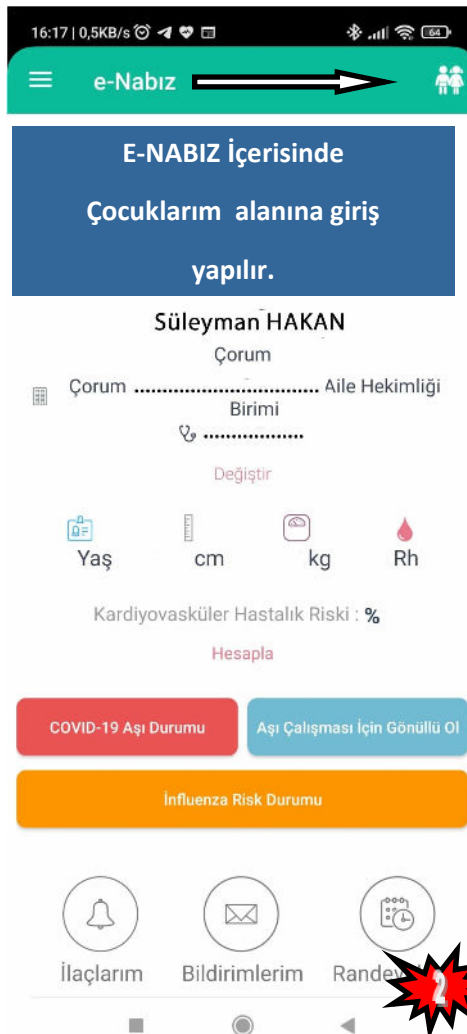 16:17 | 0,5KB/s
64
e-Nabız
E-NABIZ İçerisinde
Çocuklarım alanına giriş
yapılır.
Süleyman HAKAN
Çorum
Çorum ................................. Aile Hekimliği
Birimi
..................
Değiştir
Yaş cm kg Rh
Kardiyovasküler Hastalık Riski : %
Hesapla
COVID-19 Aşı Durumu Aşı Çalışması İçin Gönüllü Ol
İnfluenza Risk Durumu
İlaçlarım Bildirimlerim
2